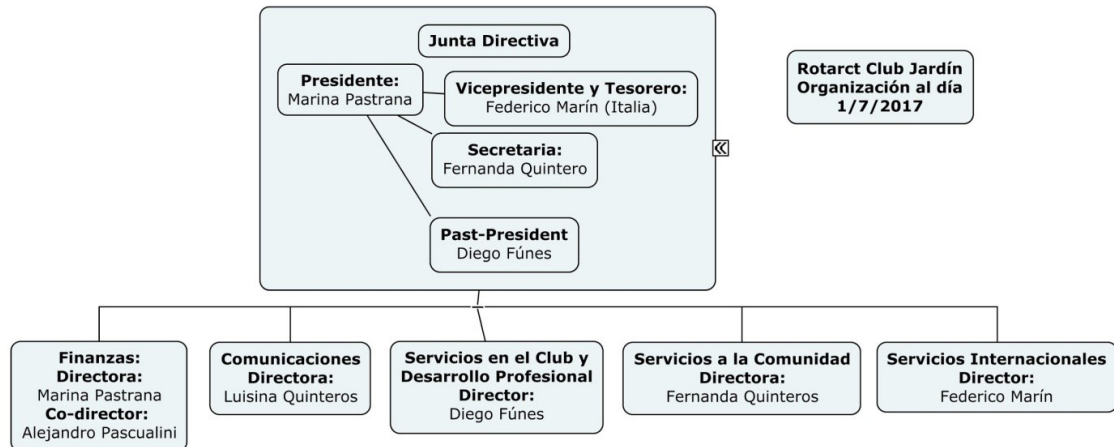 Junta Directiva
Presidente:
Marina Pastrana
Vicepresidente y Tesorero:
Federico Marín (Italia)
Secretaria:
Fernanda Quintero
Past-President
Diego Fúnes
Rotarct Club Jardín
Organización al día
1/7/2017
Finanzas:
Directora:
Marina Pastrana
Co-director:
Alejandro Pascualini
Comunicaciones
Directora:
Luisina Quinteros
Servicios en el Club y
Desarrollo Profesional
Director:
Diego Fúnes
Servicios a la Comunidad
Directora:
Fernanda Quinteros
Servicios Internacionales
Director:
Federico Marín